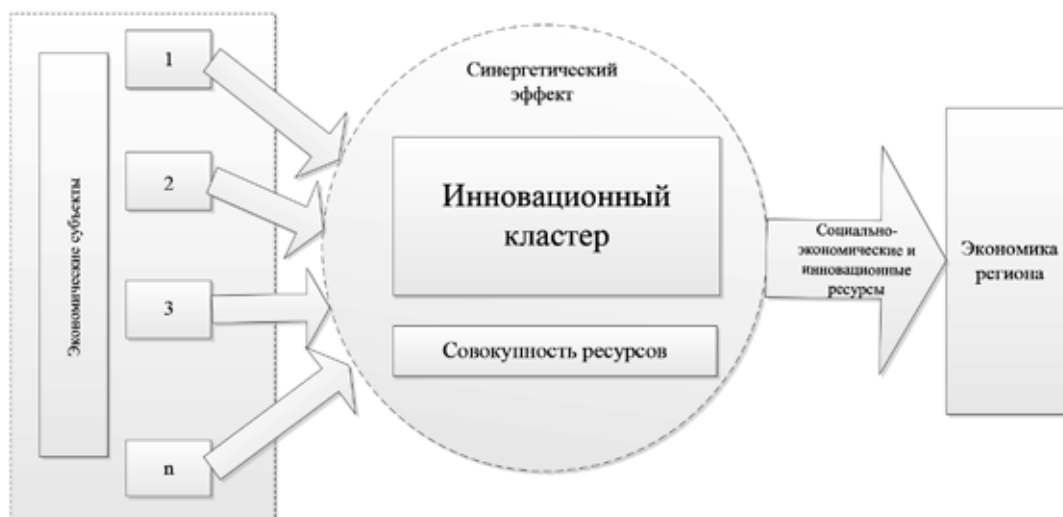 Экономические субъекты
1
2
3
n
Синергетический
эффект
Инновационный
кластер
Совокупность ресурсов
Социально-
экономические и
инновационные
ресурсы
Экономика
региона